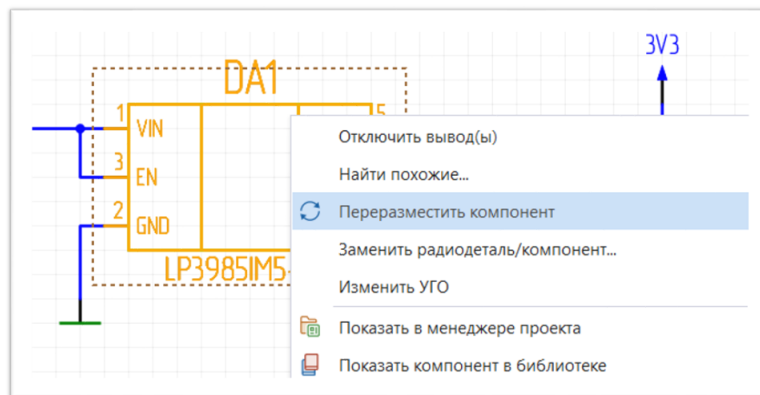 3V3
DA1
1
5
VIN
3
EN
2
GND
LP3985IM5-
Отключить вывод(ы)
Найти похожие...
Переразместить компонент
Заменить радиодеталь/компонент...
Изменить УГО
Показать в менеджере проекта
Показать компонент в библиотеке